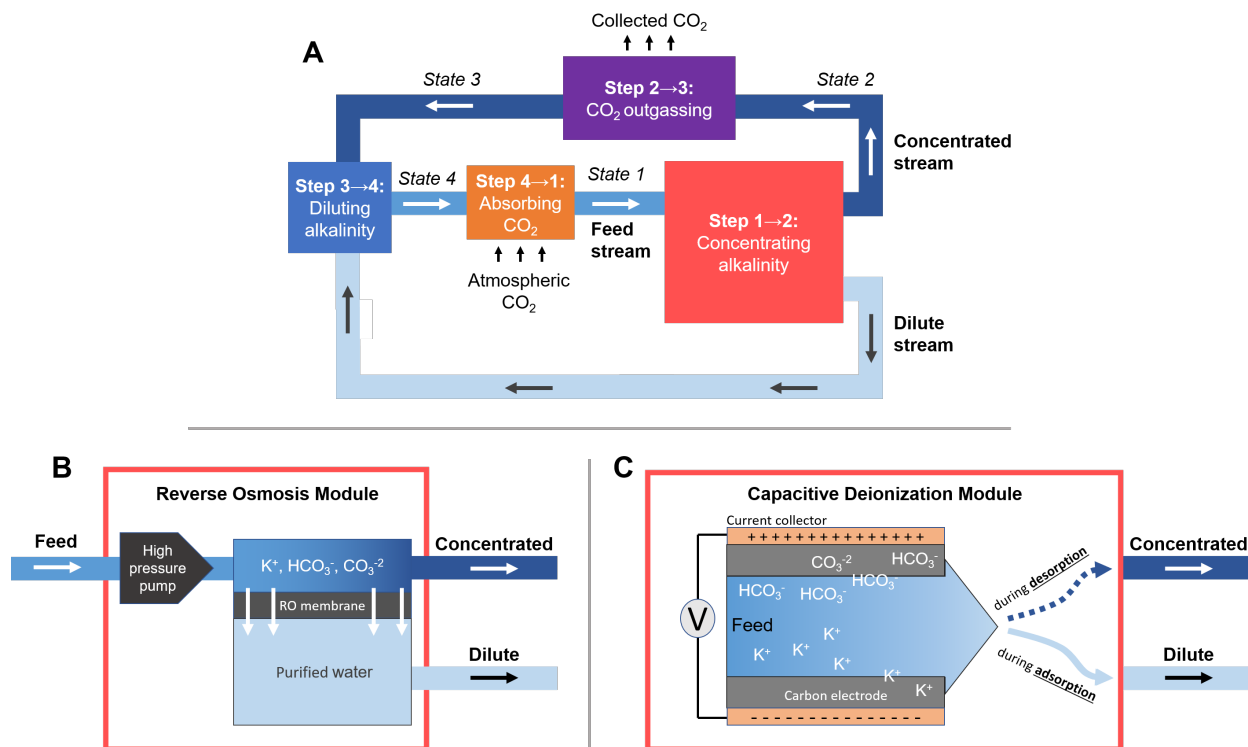 A
Collected CO₂
State 3
Step 2→3:
CO₂ outgassing
State 2
Concentrated
stream
Step 3→4:
Diluting
alkalinity
State 4
Step 4→1:
Absorbing
CO₂
State 1
Feed
stream
Step 1→2:
Concentrating
alkalinity
Atmospheric
CO₂
Dilute
stream
B
Reverse Osmosis Module
Feed
High
pressure
pump
K⁺, HCO₃⁻, CO₃⁻²
RO membrane
Purified water
Concentrated
Dilute
C
Capacitive Deionization Module
Current collector
+ + + + + + + + + + + + + +
CO₃⁻²
HCO₃⁻
HCO₃⁻
HCO₃⁻
HCO₃⁻
V
Feed
K⁺
K⁺
K⁺
K⁺
K⁺
K⁺
Carbon electrode
- - - - - - - - - - - - - -
during desorption
during adsorption
Concentrated
Dilute